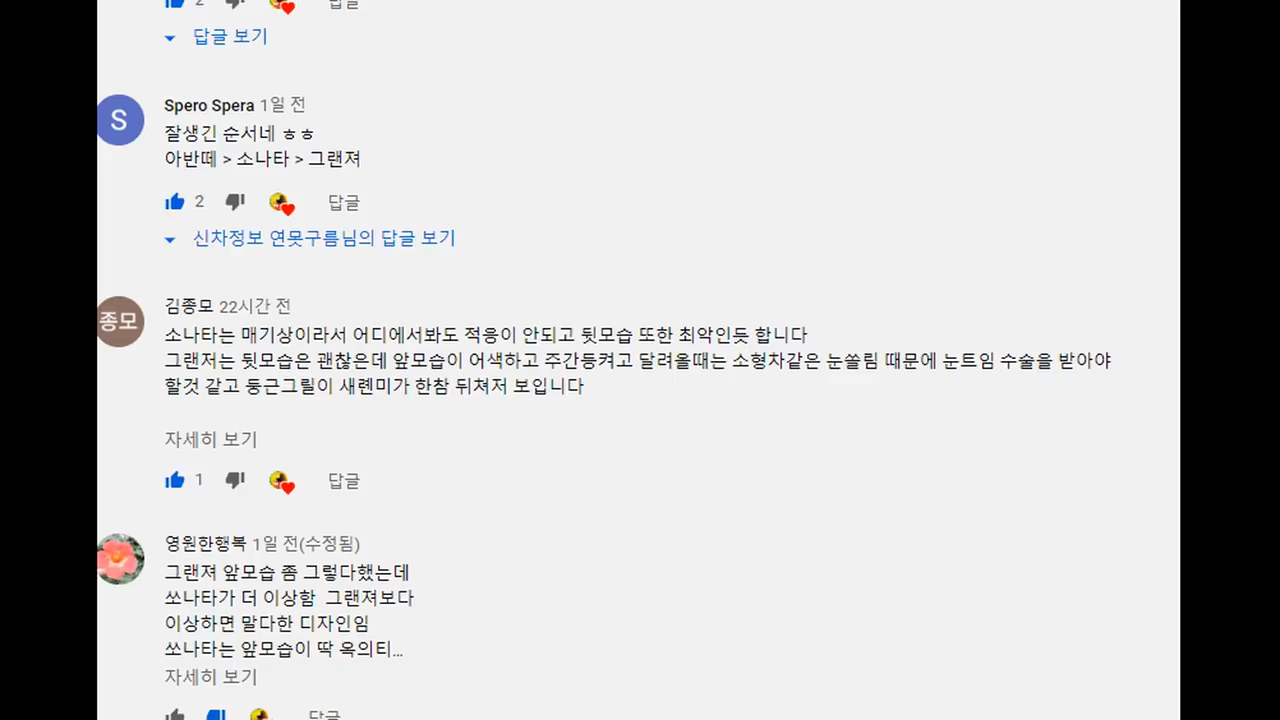 2 답글
답글 보기
S
Spero Spera 1일 전
잘생긴 순서네 ㅎㅎ
아반떼 > 소나타 > 그랜져
2 답글
신차정보 연못구름님의 답글 보기
종모
김종모 22시간 전
소나타는 매기상이라서 어디에서봐도 적응이 안되고 뒷모습 또한 최악인듯 합니다
그랜저는 뒷모습은 괜찮은데 앞모습이 어색하고 주간등켜고 달려올때는 소형차같은 눈쏠림 때문에 눈트임 수술을 받아야
할것 같고 둥근그릴이 새롄미가 한참 뒤쳐저 보입니다
자세히 보기
1 답글
영원한행복 1일 전(수정됨)
그랜져 앞모습 좀 그렇다했는데
쏘나타가 더 이상함 그랜져보다
이상하면 말다한 디자인임
쏘나타는 앞모습이 딱 옥의티...
자세히 보기
답글